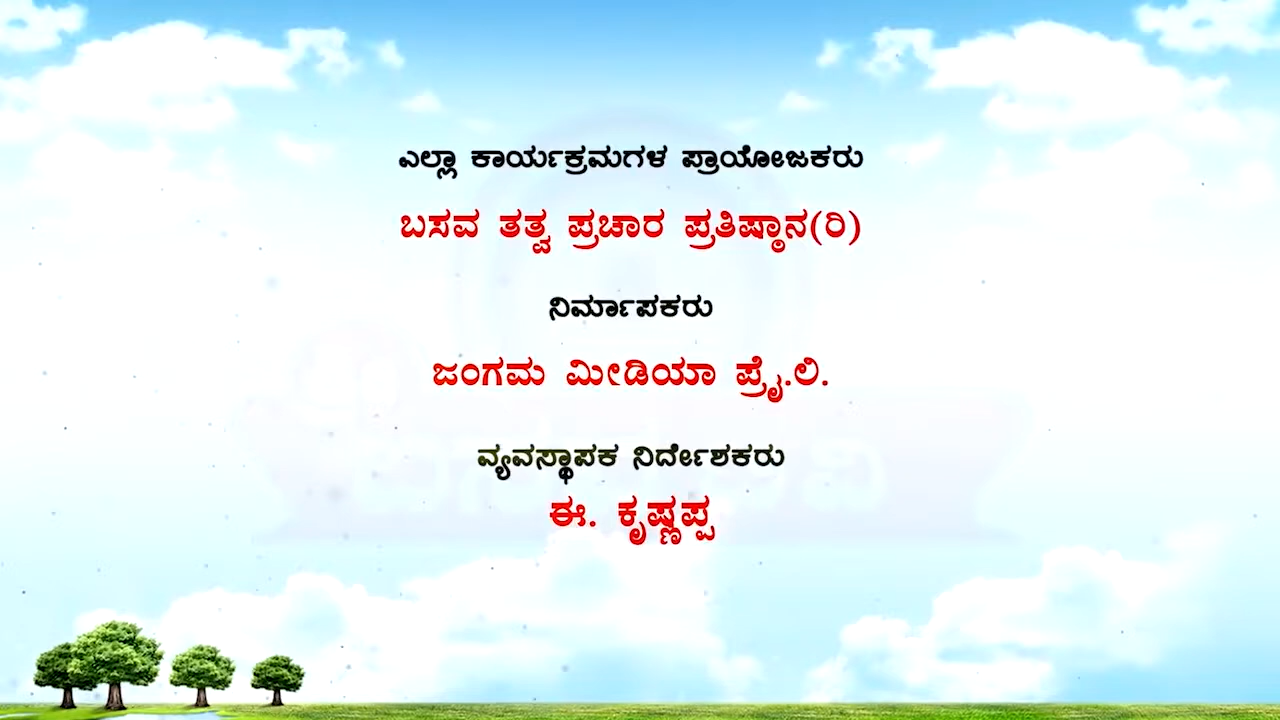 ಎಲ್ಲಾ ಕಾರ್ಯಕ್ರಮಗಳ ಪ್ರಾಯೋಜಕರು
ಬಸವ ತತ್ವ ಪ್ರಚಾರ ಪ್ರತಿಷ್ಠಾನ(ರಿ)
ನಿರ್ಮಾಪಕರು
ಜಂಗಮ ಮೀಡಿಯಾ ಪ್ರೈ.ಲಿ.
ವ್ಯವಸ್ಥಾಪಕ ನಿರ್ದೇಶಕರು
ಈ. ಕೃಷ್ಣಪ್ಪ